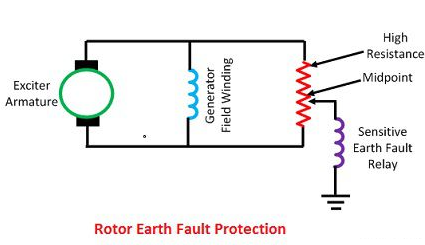 High
Resistance
Midpoint
Exciter
Armature
Generator
Field Winding
Sensitive
Earth Fault
Relay
Rotor Earth Fault Protection